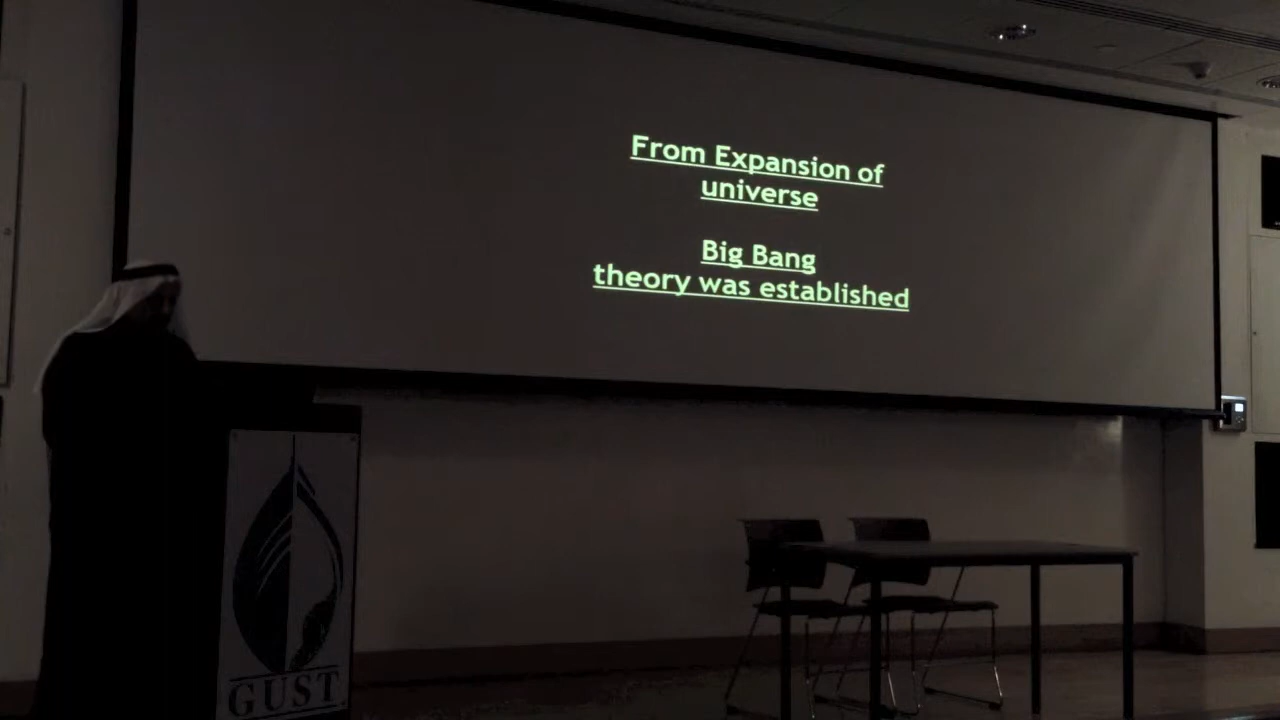 From Expansion of
universe
Big Bang
theory was established
GUST